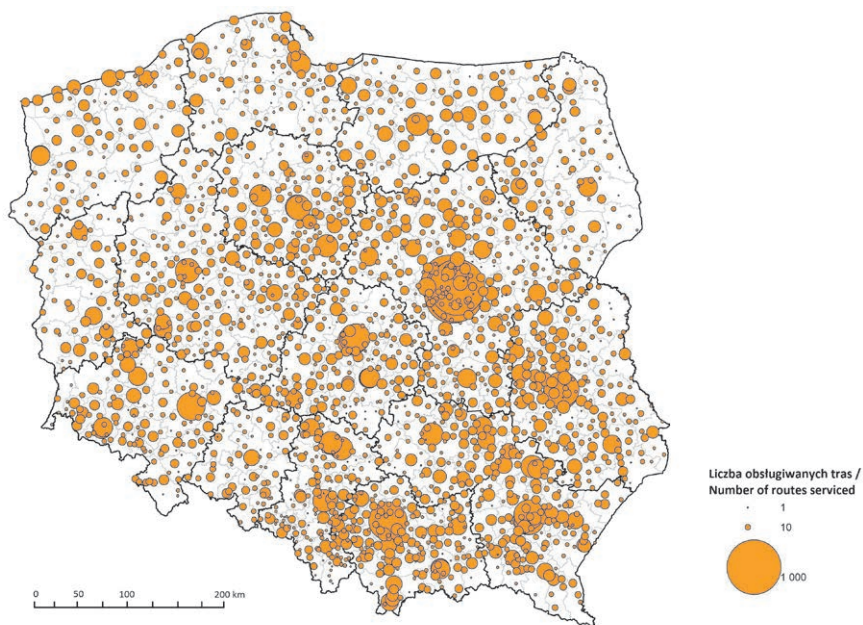 Liczba obsługiwanych tras /
Number of routes serviced
1
10
1 000
0 50 100 200 km